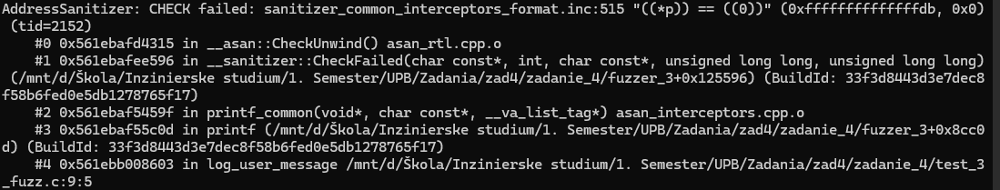 AddressSanitizer: CHECK failed: sanitizer_common_interceptors_format.inc:515 "((*p)) == ((0))" (0xffffffffffffffdb, 0x0)
(tid=2152)
#0 0x561ebafd4315 in __asan::CheckUnwind() asan_rtl.cpp.o
#1 0x561ebafee596 in __sanitizer::CheckFailed(char const*, int, char const*, unsigned long long, unsigned long long)
(/mnt/d/Škola/Inzinierske studium/1. Semester/UPB/Zadania/zad4/zadanie_4/fuzzer_3+0x125596) (BuildId: 33f3d8443d3e7dec8
f58b6fed0e5db1278765f17)
#2 0x561ebaf5459f in printf_common(void*, char const*, __va_list_tag*) asan_interceptors.cpp.o
#3 0x561ebaf55c0d in printf (/mnt/d/Škola/Inzinierske studium/1. Semester/UPB/Zadania/zad4/zadanie_4/fuzzer_3+0x8cc0
d) (BuildId: 33f3d8443d3e7dec8f58b6fed0e5db1278765f17)
#4 0x561ebb008603 in log_user_message /mnt/d/Škola/Inzinierske studium/1. Semester/UPB/Zadania/zad4/zadanie_4/test_3
_fuzz.c:9:5